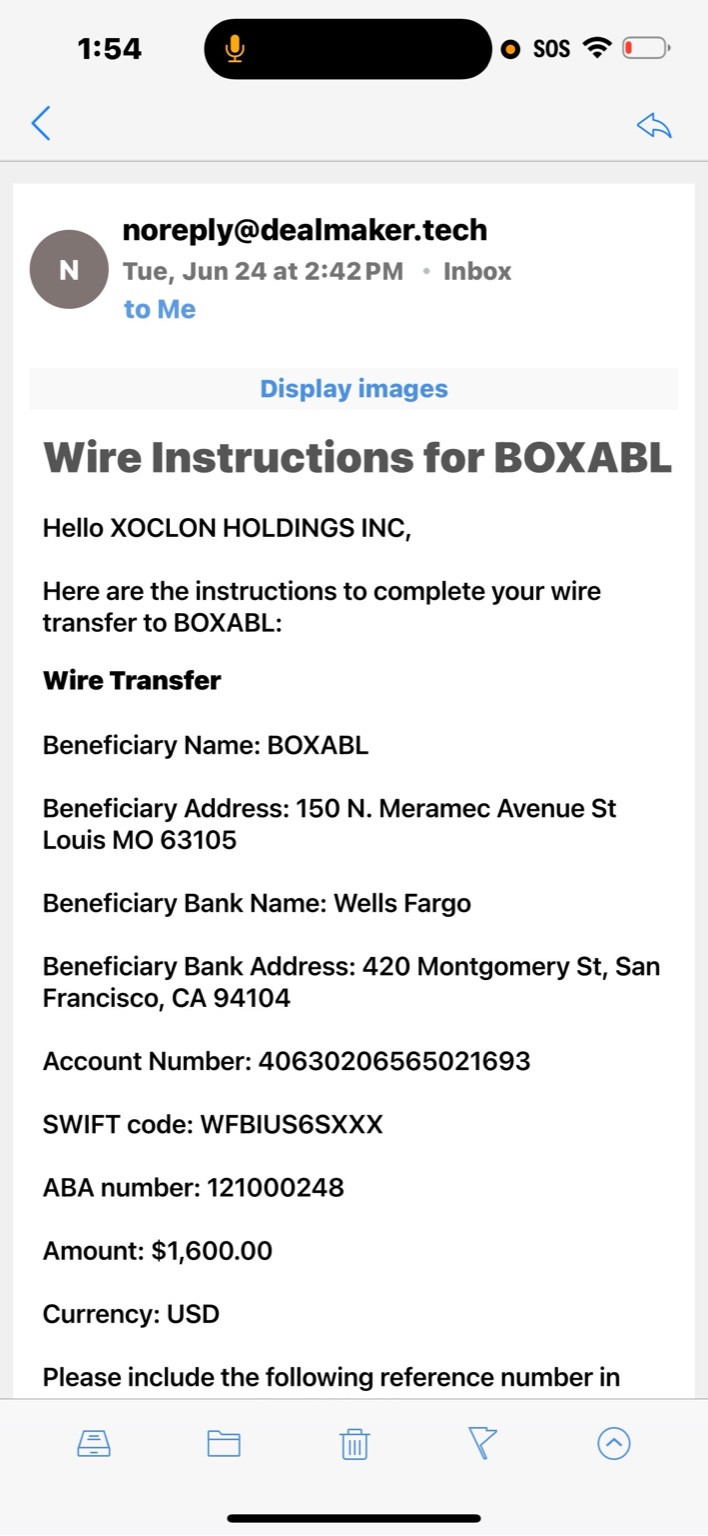 1:54
SOS
N
noreply@dealmaker.tech
Tue, Jun 24 at 2:42 PM • Inbox
to Me
Display images
Wire Instructions for BOXABL
Hello XOCLON HOLDINGS INC,
Here are the instructions to complete your wire
transfer to BOXABL:
Wire Transfer
Beneficiary Name: BOXABL
Beneficiary Address: 150 N. Meramec Avenue St
Louis MO 63105
Beneficiary Bank Name: Wells Fargo
Beneficiary Bank Address: 420 Montgomery St, San
Francisco, CA 94104
Account Number: 40630206565021693
SWIFT code: WFBIUS6SXXX
ABA number: 121000248
Amount: $1,600.00
Currency: USD
Please include the following reference number in